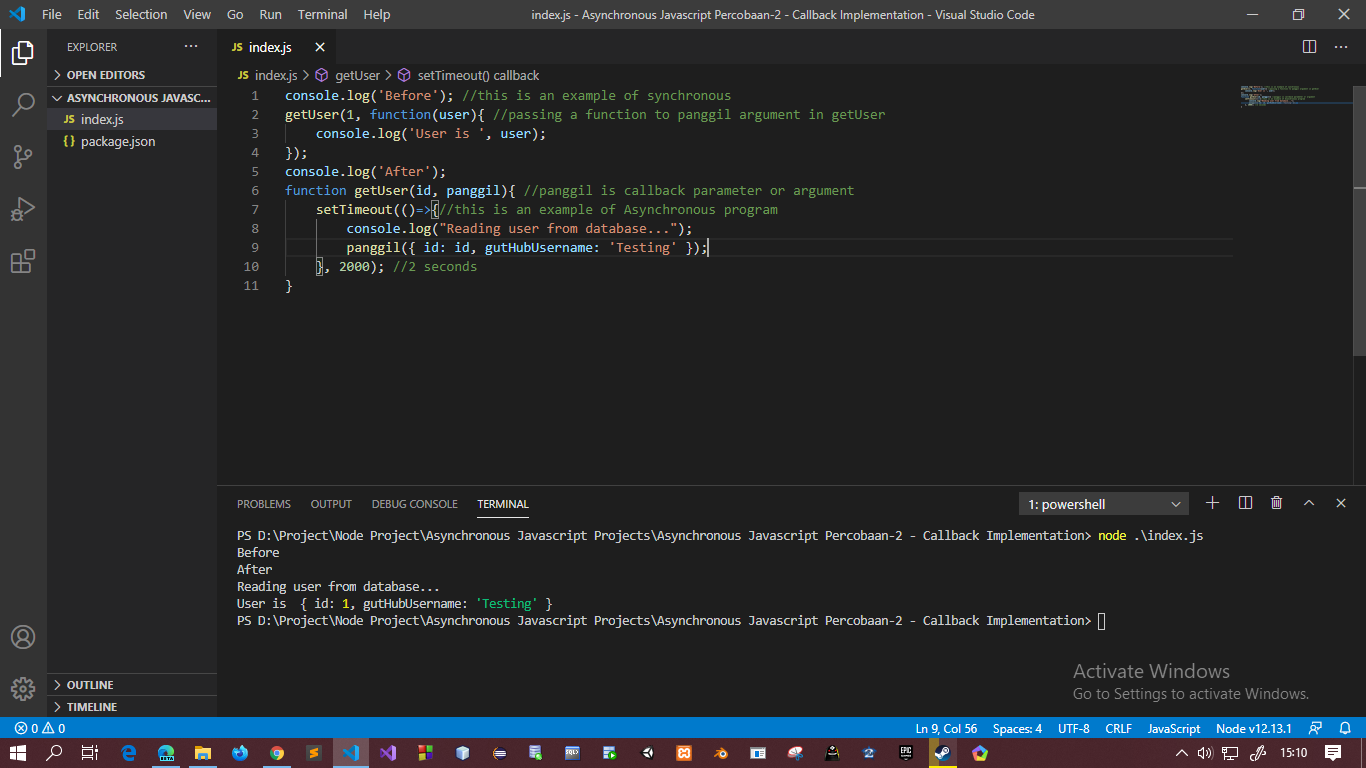 File Edit Selection View Go Run Terminal Help
index.js - Asynchronous Javascript Percobaan-2 - Callback Implementation - Visual Studio Code
EXPLORER
OPEN EDITORS
ASYNCHRONOUS JAVASC...
JS index.js
{} package.json
OUTLINE
TIMELINE
JS index.js
JS index.js > getUser > setTimeout() callback
1 console.log('Before'); //this is an example of synchronous
2 getUser(1, function(user){ //passing a function to panggil argument in getUser
3     console.log('User is ', user);
4 });
5 console.log('After');
6 function getUser(id, panggil){ //panggil is callback parameter or argument
7     setTimeout(()=>{//this is an example of Asynchronous program
8         console.log("Reading user from database...");
9         panggil({ id: id, gutHubUsername: 'Testing' });
10     }, 2000); //2 seconds
11 }
PROBLEMS OUTPUT DEBUG CONSOLE TERMINAL
1: powershell
PS D:\Project\Node Project\Asynchronous Javascript Projects\Asynchronous Javascript Percobaan-2 - Callback Implementation> node .\index.js
Before
After
Reading user from database...
User is  { id: 1, gutHubUsername: 'Testing' }
PS D:\Project\Node Project\Asynchronous Javascript Projects\Asynchronous Javascript Percobaan-2 - Callback Implementation>
Activate Windows
Go to Settings to activate Windows.
0 0
Ln 9, Col 56 Spaces: 4 UTF-8 CRLF JavaScript Node v12.13.1
15:10